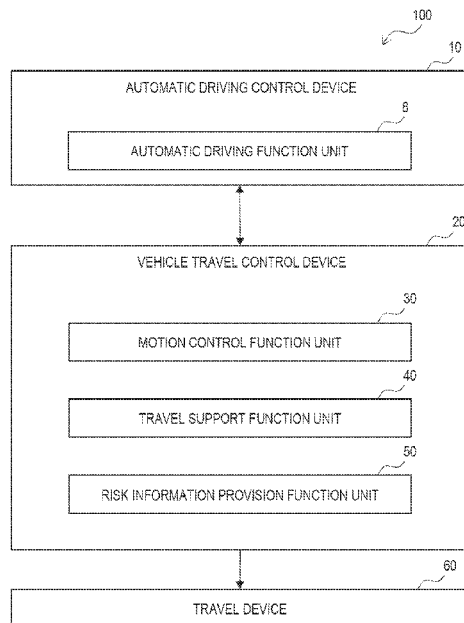 100
10
AUTOMATIC DRIVING CONTROL DEVICE
6
AUTOMATIC DRIVING FUNCTION UNIT
20
VEHICLE TRAVEL CONTROL DEVICE
30
MOTION CONTROL FUNCTION UNIT
40
TRAVEL SUPPORT FUNCTION UNIT
50
RISK INFORMATION PROVISION FUNCTION UNIT
60
TRAVEL DEVICE